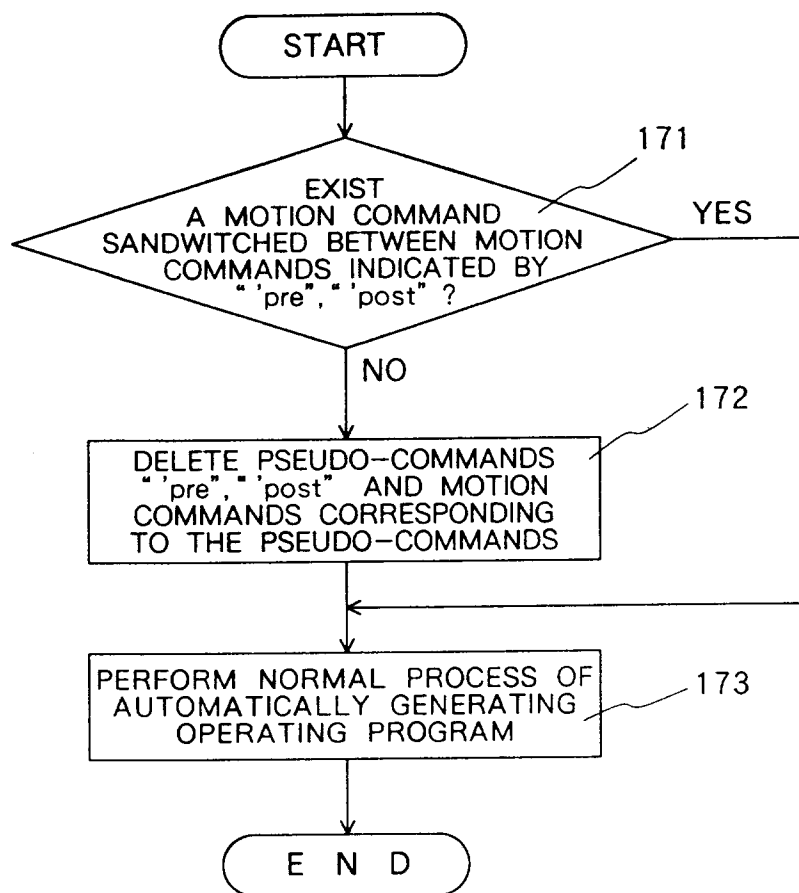 START
171
EXIST
A MOTION COMMAND
SANDWITCHED BETWEEN MOTION
COMMANDS INDICATED BY
“'pre”,“'post” ?
YES
NO
172
DELETE PSEUDO-COMMANDS
“'pre”,“'post” AND MOTION
COMMANDS CORRESPONDING
TO THE PSEUDO-COMMANDS
PERFORM NORMAL PROCESS OF
AUTOMATICALLY GENERATING
OPERATING PROGRAM
173
E N D